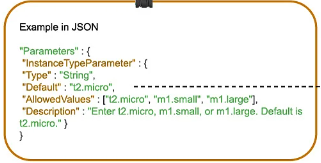 Example in JSON
"Parameters" : {
"InstanceTypeParameter" : {
"Type" : "String",
"Default" : "t2.micro",
"AllowedValues" : ["t2.micro", "m1.small", "m1.large"],
"Description" : "Enter t2.micro, m1.small, or m1.large. Default is
t2.micro." }
}